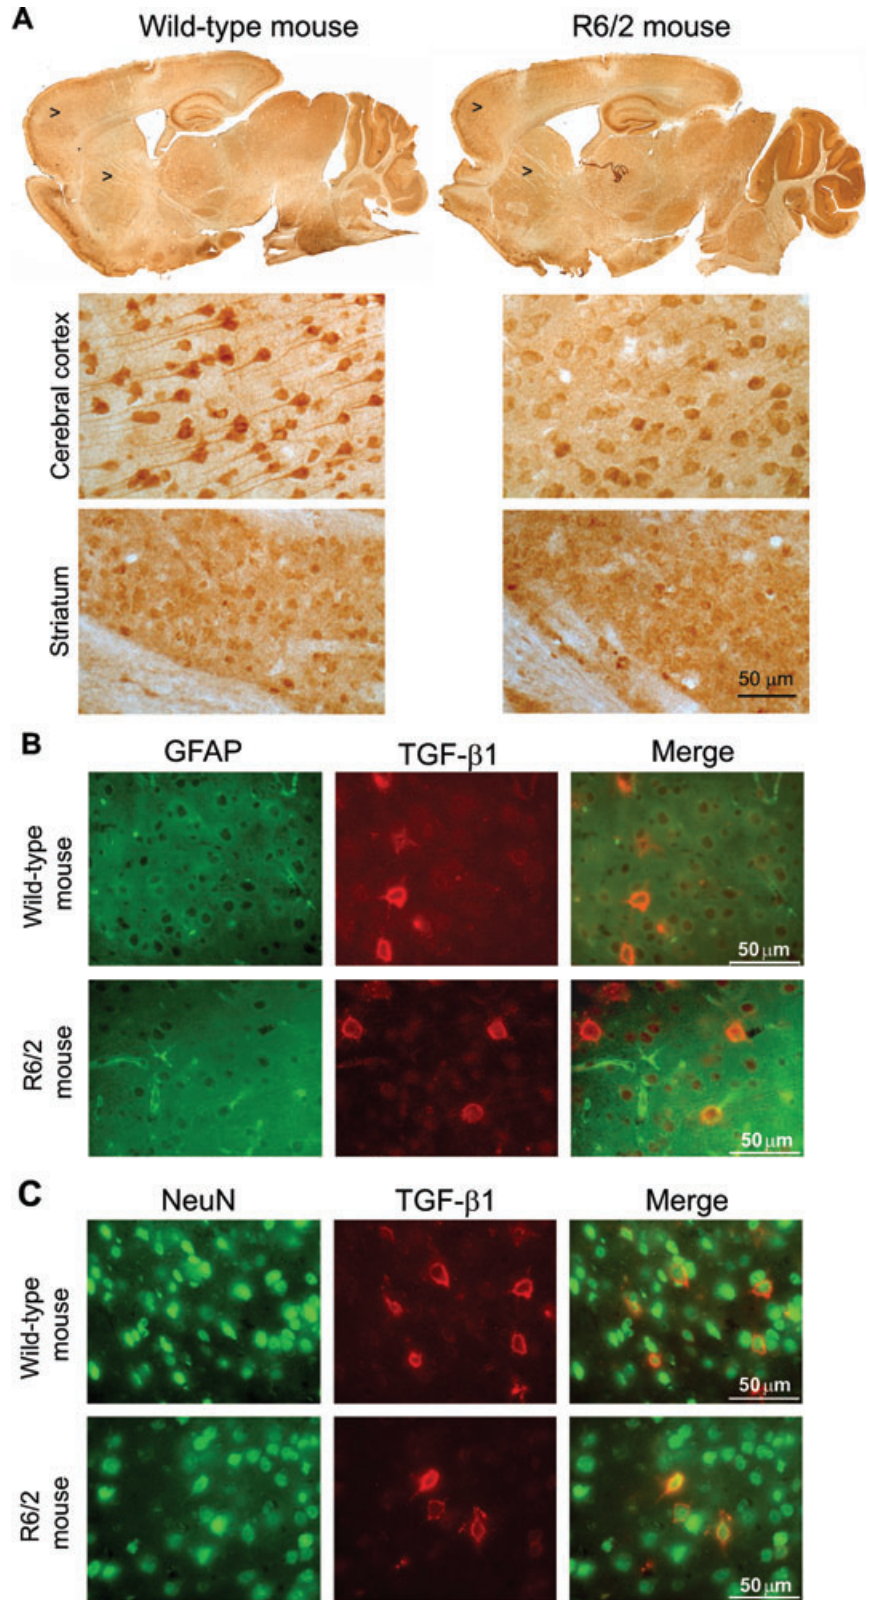 A
Wild-type mouse
R6/2 mouse
>
>
>
>
Cerebral cortex
Striatum
50 μm
B
GFAP
TGF-β1
Merge
Wild-type
mouse
50 μm
R6/2
mouse
50 μm
C
NeuN
TGF-β1
Merge
Wild-type
mouse
50 μm
R6/2
mouse
50 μm